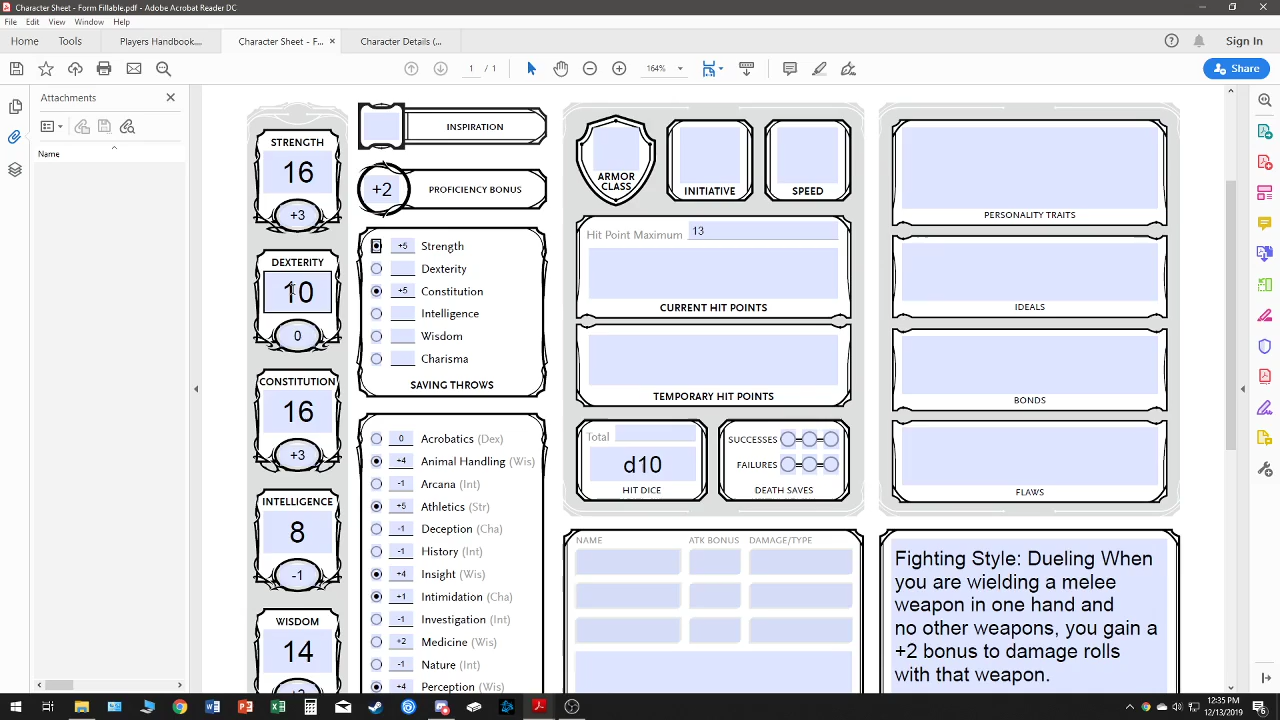 Character Sheet - Form Fillable.pdf - Adobe Acrobat Reader DC
File Edit View Window Help
Home Tools Players Handbook.... Character Sheet - F... × Character Details (... Sign In
1 / 1 164% Share
Attachments
Name
STRENGTH
16
+3
DEXTERITY
10
0
CONSTITUTION
16
+3
INTELLIGENCE
8
-1
WISDOM
14
INSPIRATION
+2 PROFICIENCY BONUS
+5 Strength
Dexterity
+5 Constitution
Intelligence
Wisdom
Charisma
SAVING THROWS
0 Acrobatics (Dex)
+4 Animal Handling (Wis)
-1 Arcana (Int)
+5 Athletics (Str)
-1 Deception (Cha)
-1 History (Int)
+4 Insight (Wis)
+1 Intimidation (Cha)
-1 Investigation (Int)
+2 Medicine (Wis)
-1 Nature (Int)
+4 Perception (Wis)
ARMOR
CLASS
INITIATIVE
SPEED
Hit Point Maximum 13
CURRENT HIT POINTS
TEMPORARY HIT POINTS
Total
d10
HIT DICE
SUCCESSES
FAILURES
DEATH SAVES
NAME ATK BONUS DAMAGE/TYPE
PERSONALITY TRAITS
IDEALS
BONDS
FLAWS
Fighting Style: Dueling When
you are wielding a melee
weapon in one hand and
no other weapons, you gain a
+2 bonus to damage rolls
with that weapon.
12:35 PM
12/13/2019